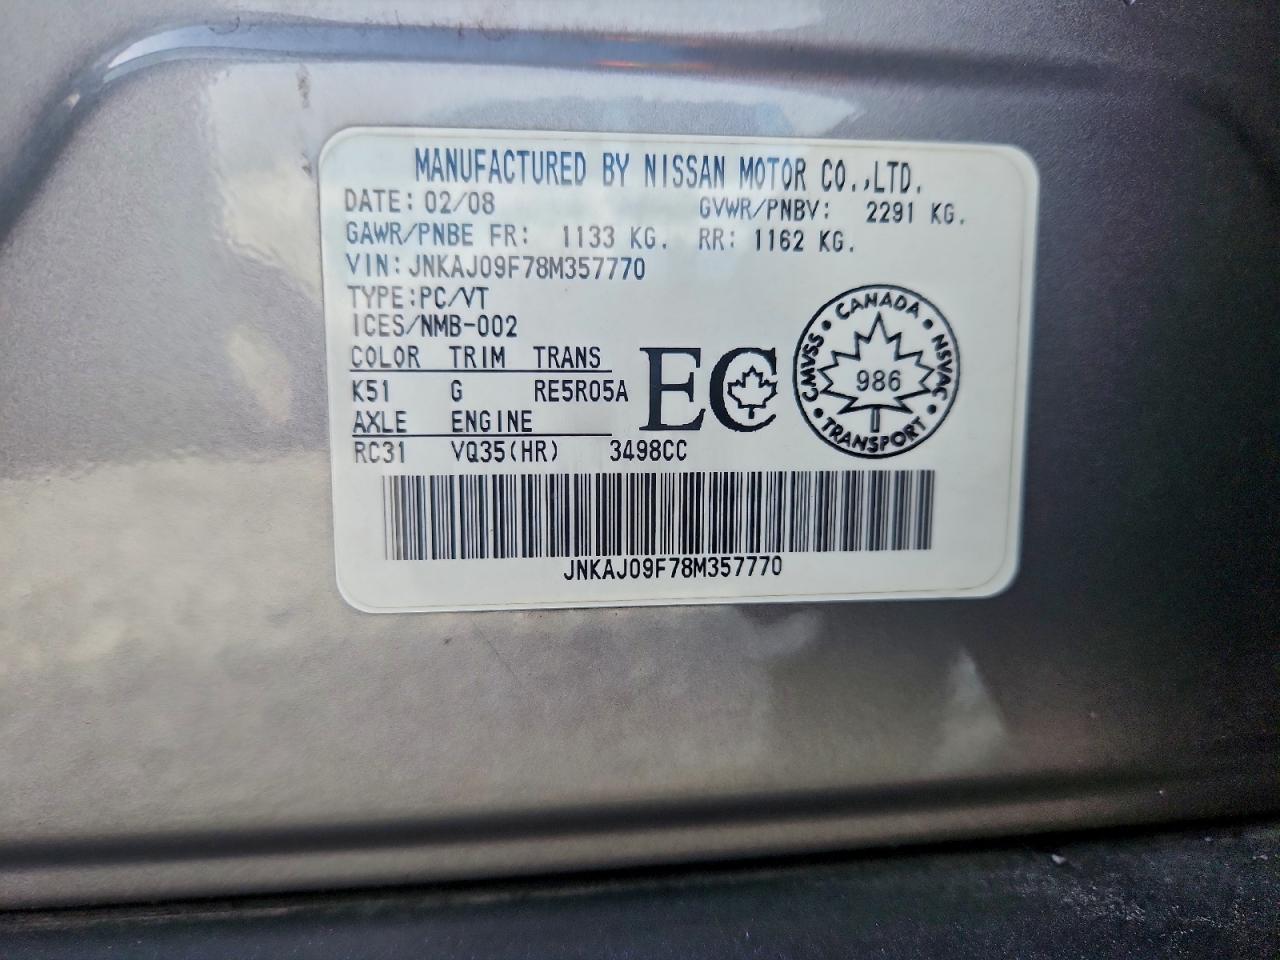 MANUFACTURED BY NISSAN MOTOR CO.,LTD.
DATE: 02/08 GVWR/PNBV: 2291 KG.
GAWR/PNBE FR: 1133 KG. RR: 1162 KG.
VIN: JNKAJ09F78M357770
TYPE:PC/VT
ICES/NMB-002
COLOR TRIM TRANS
K51 G RE5R05A
AXLE ENGINE
RC31 VQ35(HR) 3498CC
EC
CANADA
CMVSS • NSVAC
986
TRANSPORT
JNKAJ09F78M357770